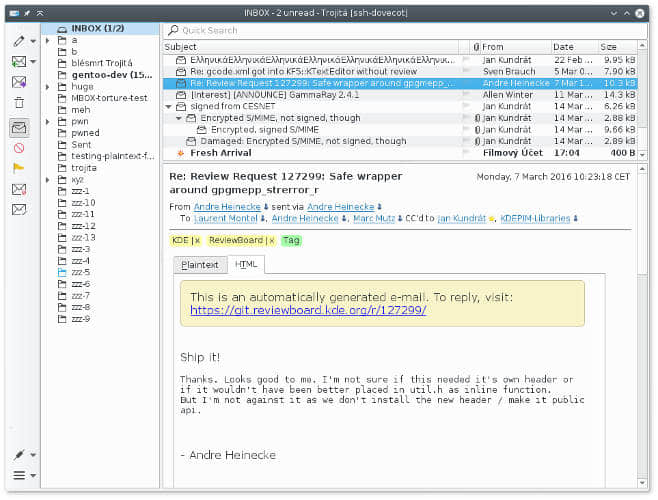 INBOX - 2 unread - Trojitá [ssh-dovecot]
INBOX (1/2)
a
b
blésmrt Trojitá
gentoo-dev (15...
huge
MBOX-torture-test
meh
pwn
pwned
Sent
testing-plaintext-f...
trojita
xyz
zzz-1
zzz-10
zzz-11
zzz-12
zzz-13
zzz-3
zzz-4
zzz-5
zzz-6
zzz-7
zzz-8
zzz-9
Quick Search
Subject From Date Size
ΕλληνικάΕλληνικάΕλληνικάΕλληνικάΕλληνικάΕλληνικάΕλλην... Jan Kundrát 22 Feb ... 9.95 kB
Re: gcode.xml got into KF5::KTextEditor without review Sven Brauch 5 Mar 0... 7.90 kB
Re: Review Request 127299: Safe wrapper around gpgmepp_... Andre Heinecke 7 Mar 1... 10.3 kB
[Interest] [ANNOUNCE] GammaRay 2.4.1 Allen Winter 14 Mar ... 14.3 kB
signed from CESNET Jan Kundrát 14 Mar ... 6.26 kB
Encrypted S/MIME, not signed, though Jan Kundrát 14 Mar ... 2.88 kB
Encrypted, signed S/MIME Jan Kundrát 14 Mar ... 9.66 kB
Damaged: Encrypted S/MIME, not signed, though Jan Kundrát 14 Mar ... 2.89 kB
Fresh Arrival Filmový Účet 17:04 400 B
Re: Review Request 127299: Safe wrapper
around gpgmepp_strerror_r
Monday, 7 March 2016 10:23:18 CET
From Andre Heinecke sent via Andre Heinecke
To Laurent Montel, Andre Heinecke, Marc Mutz CC'd to Jan Kundrát, KDEPIM-Libraries
KDE | x ReviewBoard | x Tag
Plaintext HTML
This is an automatically generated e-mail. To reply, visit:
https://git.reviewboard.kde.org/r/127299/
Ship it!
Thanks. Looks good to me. I'm not sure if this needed it's own header or
if it wouldn't have been better placed in util.h as inline function.
But I'm not against it as we don't install the new header / make it public
api.
- Andre Heinecke